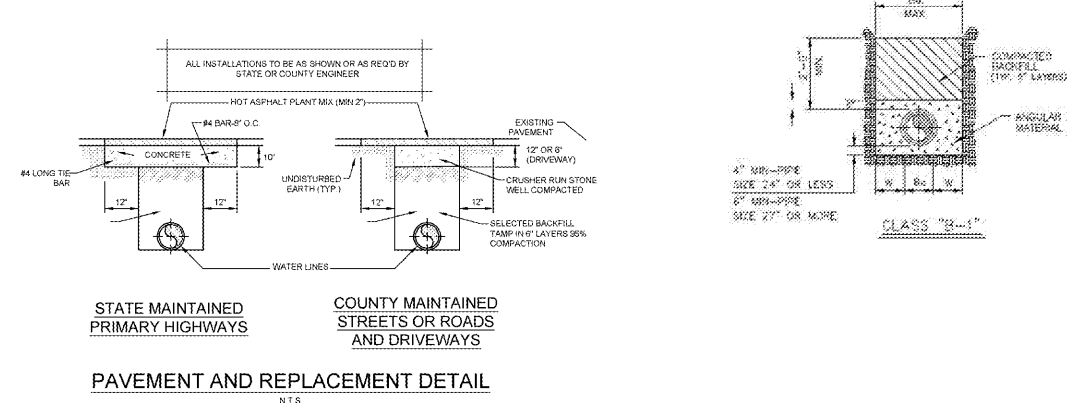 ALL INSTALLATIONS TO BE AS SHOWN OR AS REQ'D BY
STATE OR COUNTY ENGINEER
HOT ASPHALT PLANT MIX (MIN 2")
#4 BAR-8" O.C.
CONCRETE
10"
#4 LONG TIE
BAR
12"
12"
EXISTING
PAVEMENT
12" OR 6"
(DRIVEWAY)
UNDISTURBED
EARTH (TYP.)
CRUSHER RUN STONE
WELL COMPACTED
12"
12"
SELECTED BACKFILL
TAMP IN 6" LAYERS 95%
COMPACTION
WATER LINES
STATE MAINTAINED
PRIMARY HIGHWAYS
COUNTY MAINTAINED
STREETS OR ROADS
AND DRIVEWAYS
PAVEMENT AND REPLACEMENT DETAIL
N.T.S.
MAX
MIN.
COMPACTED
BACKFILL
LAYERS)
ANGULAR
MATERIAL
4" MIN-PIPE
SIZE 24" OR LESS
6" MIN-PIPE
SIZE 27" OR MORE
W
Bc
W
CLASS "B-1"